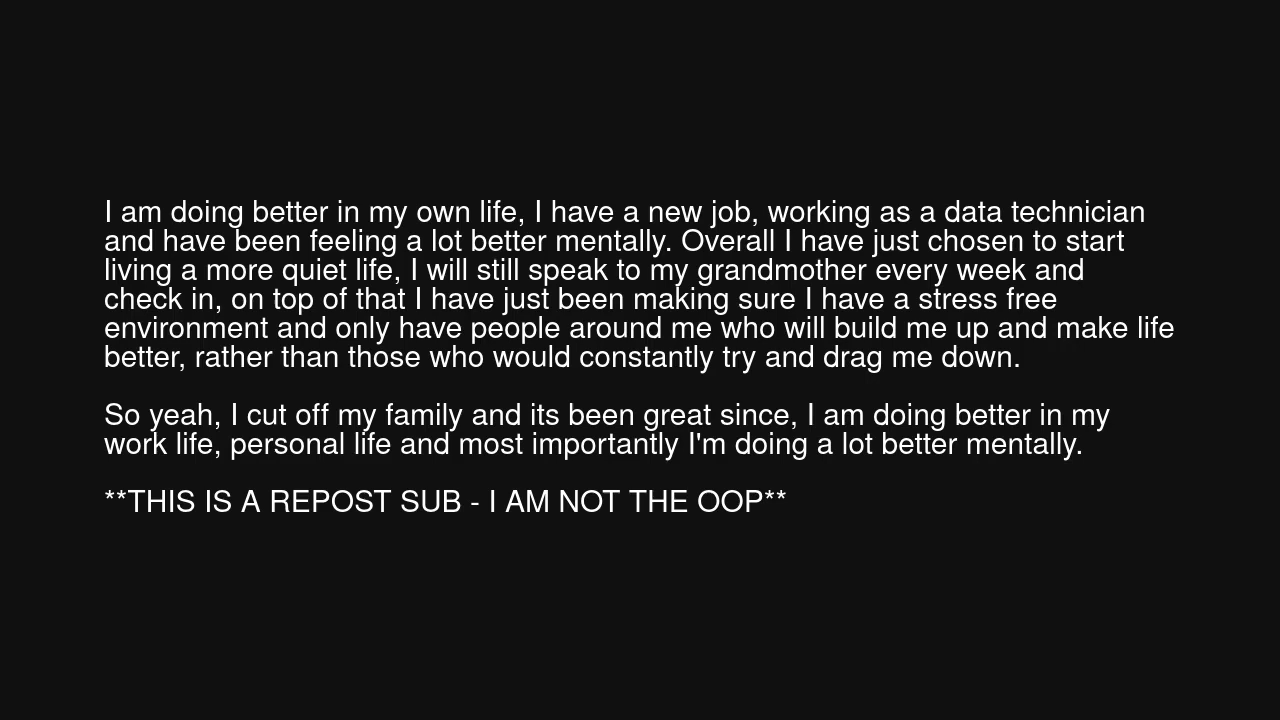 I am doing better in my own life, I have a new job, working as a data technician
and have been feeling a lot better mentally. Overall I have just chosen to start
living a more quiet life, I will still speak to my grandmother every week and
check in, on top of that I have just been making sure I have a stress free
environment and only have people around me who will build me up and make life
better, rather than those who would constantly try and drag me down.
So yeah, I cut off my family and its been great since, I am doing better in my
work life, personal life and most importantly I'm doing a lot better mentally.
**THIS IS A REPOST SUB - I AM NOT THE OOP**